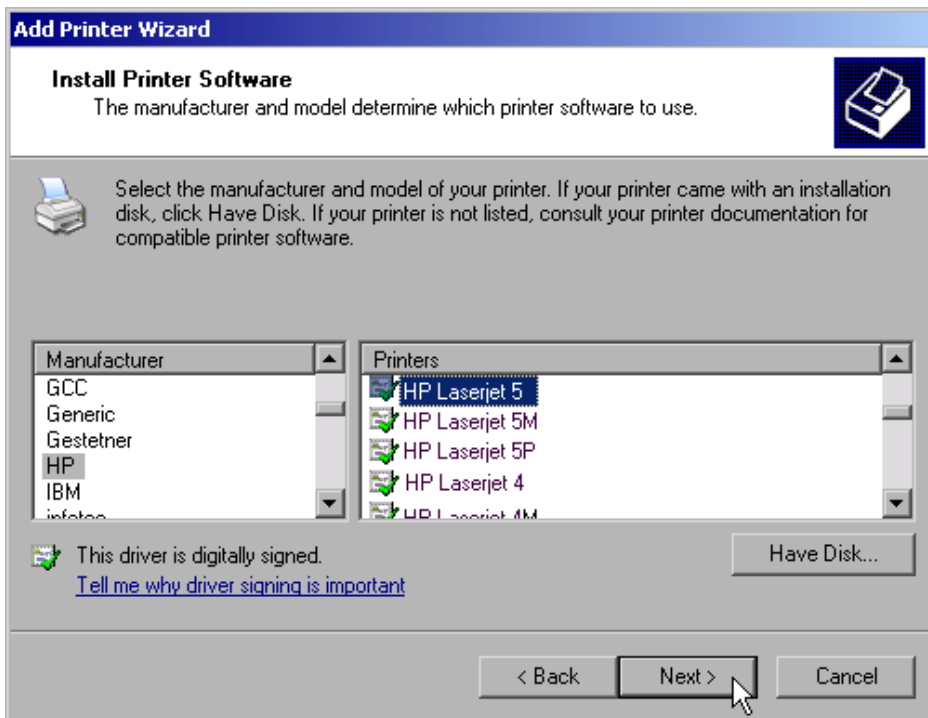 Add Printer Wizard
Install Printer Software
The manufacturer and model determine which printer software to use.
Select the manufacturer and model of your printer. If your printer came with an installation
disk, click Have Disk. If your printer is not listed, consult your printer documentation for
compatible printer software.
Manufacturer
GCC
Generic
Gestetner
HP
IBM
Printers
HP Laserjet 5
HP Laserjet 5M
HP Laserjet 5P
HP Laserjet 4
HP Laserjet 4M
This driver is digitally signed.
Tell me why driver signing is important
Have Disk...
< Back
Next >
Cancel